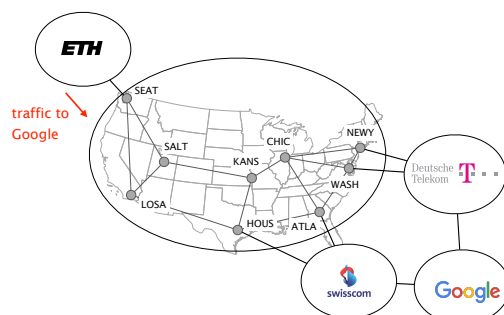 ETH
SEAT
traffic to
Google
SALT
CHIC
NEWY
KANS
WASH
LOSA
HOUS
ATLA
Deutsche
Telekom
T
swisscom
Google